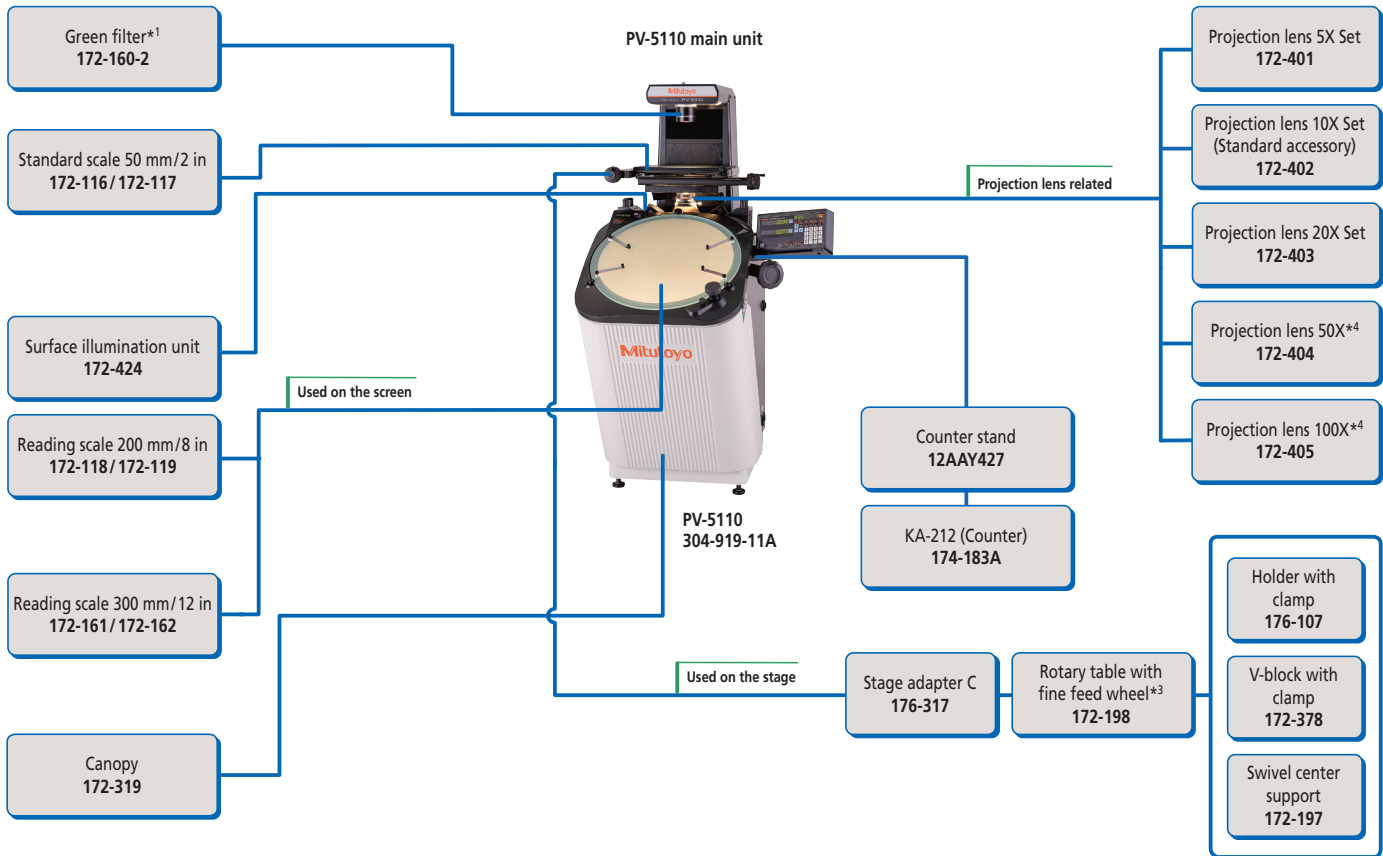 Green filter*1
172-160-2
Standard scale 50 mm/2 in
172-116/172-117
Surface illumination unit
172-424
Used on the screen
Reading scale 200 mm/8 in
172-118/172-119
Reading scale 300 mm/12 in
172-161/172-162
Canopy
172-319
PV-5110 main unit
Mitutoyo
Mitutoyo
PV-5110
304-919-11A
Counter stand
12AAY427
KA-212 (Counter)
174-183A
Projection lens related
Projection lens 5X Set
172-401
Projection lens 10X Set
(Standard accessory)
172-402
Projection lens 20X Set
172-403
Projection lens 50X*4
172-404
Projection lens 100X*4
172-405
Used on the stage
Stage adapter C
176-317
Rotary table with
fine feed wheel*3
172-198
Holder with
clamp
176-107
V-block with
clamp
172-378
Swivel center
support
172-197